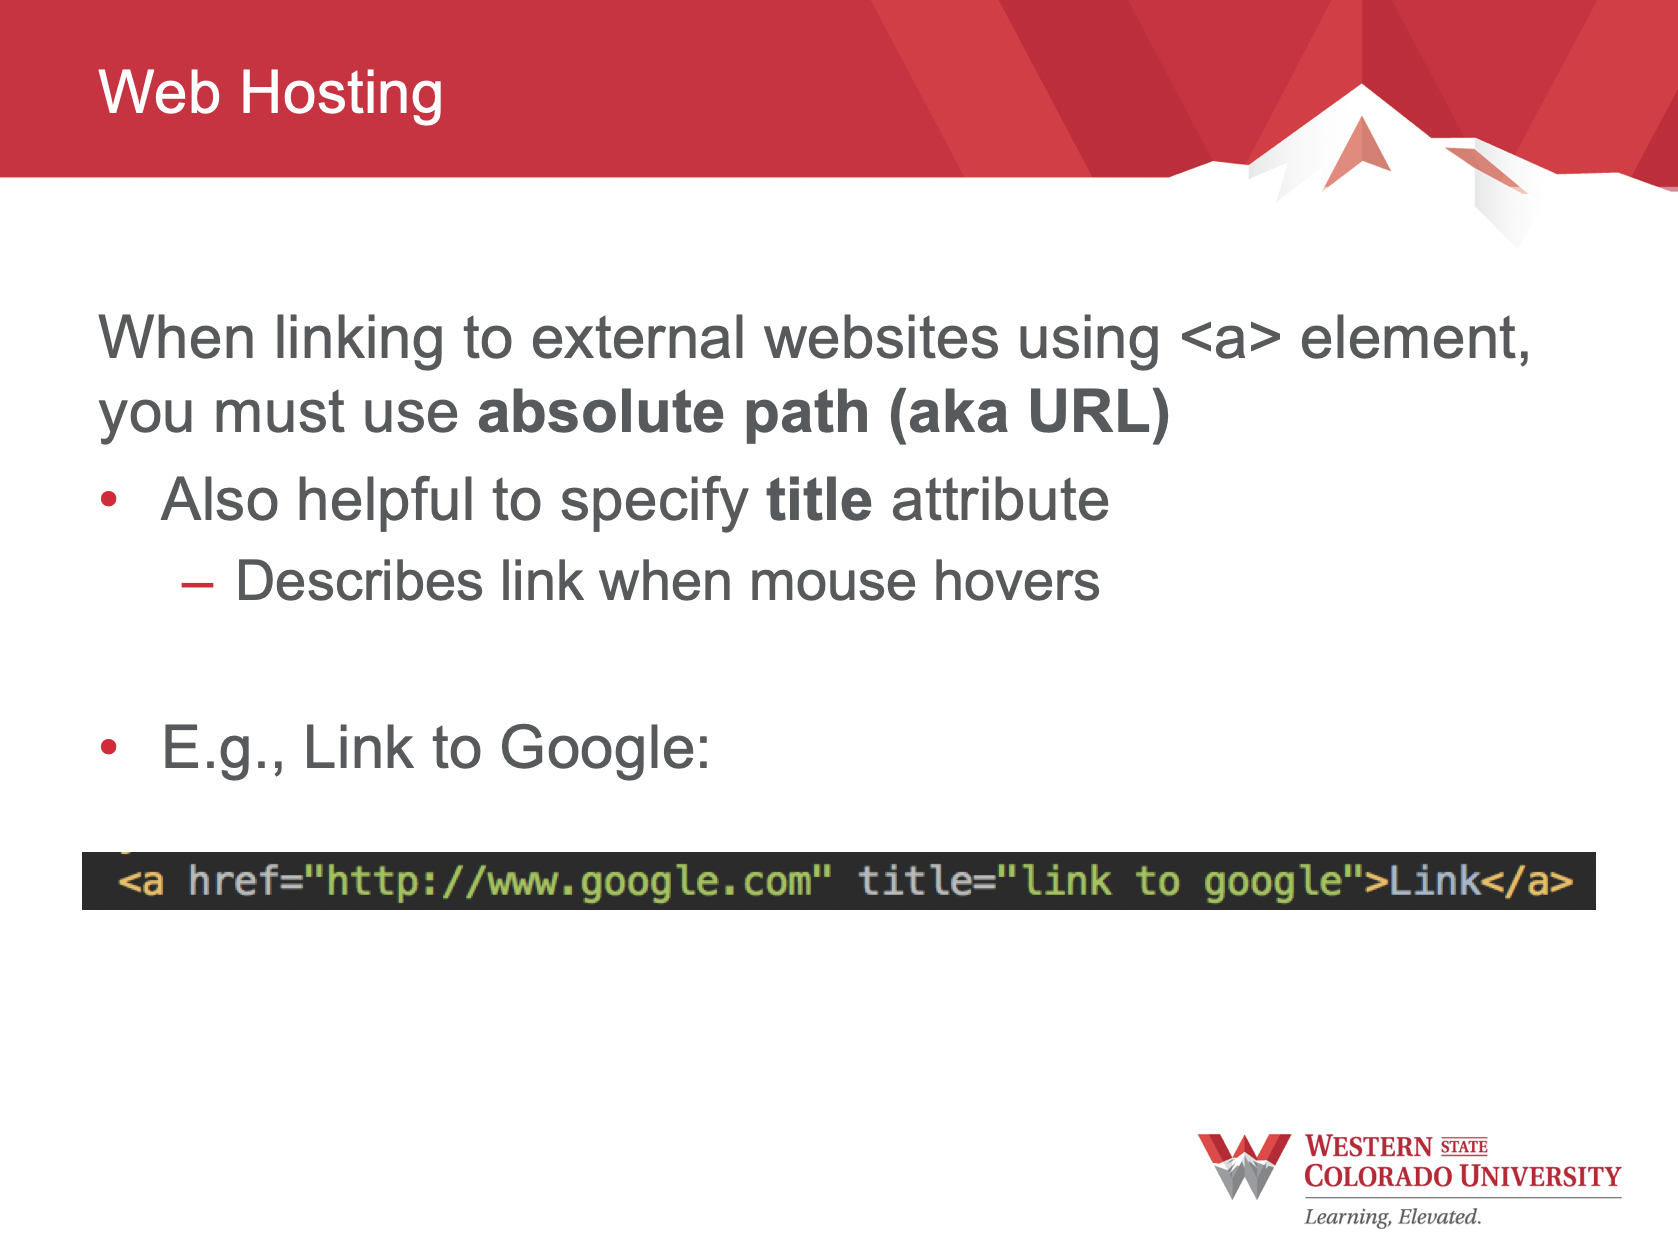 Web Hosting
When linking to external websites using <a> element,
you must use absolute path (aka URL)
• Also helpful to specify title attribute
– Describes link when mouse hovers
• E.g., Link to Google:
<a href="http://www.google.com" title="link to google">Link</a>
WESTERN STATE
COLORADO UNIVERSITY
Learning, Elevated.